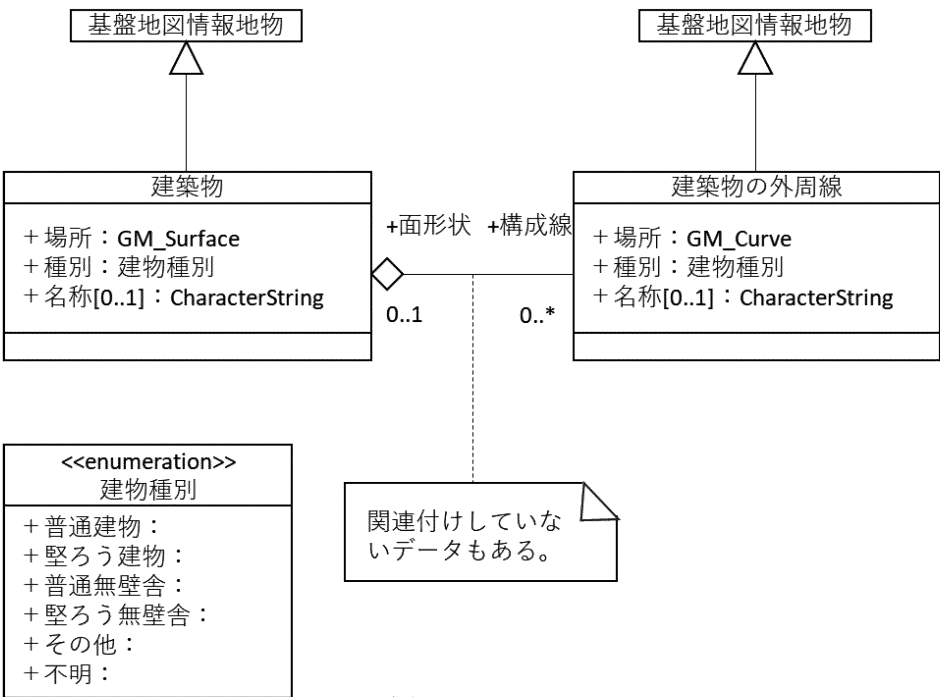 基盤地図情報地物
基盤地図情報地物
建築物
+ 場所：GM_Surface
+ 種別：建物種別
+ 名称[0..1]：CharacterString
+面形状
+構成線
0..1
0..*
建築物の外周線
+ 場所：GM_Curve
+ 種別：建物種別
+ 名称[0..1]：CharacterString
<<enumeration>>
建物種別
+ 普通建物：
+ 堅ろう建物：
+ 普通無壁舎：
+ 堅ろう無壁舎：
+ その他：
+ 不明：
関連付けしていな
いデータもある。